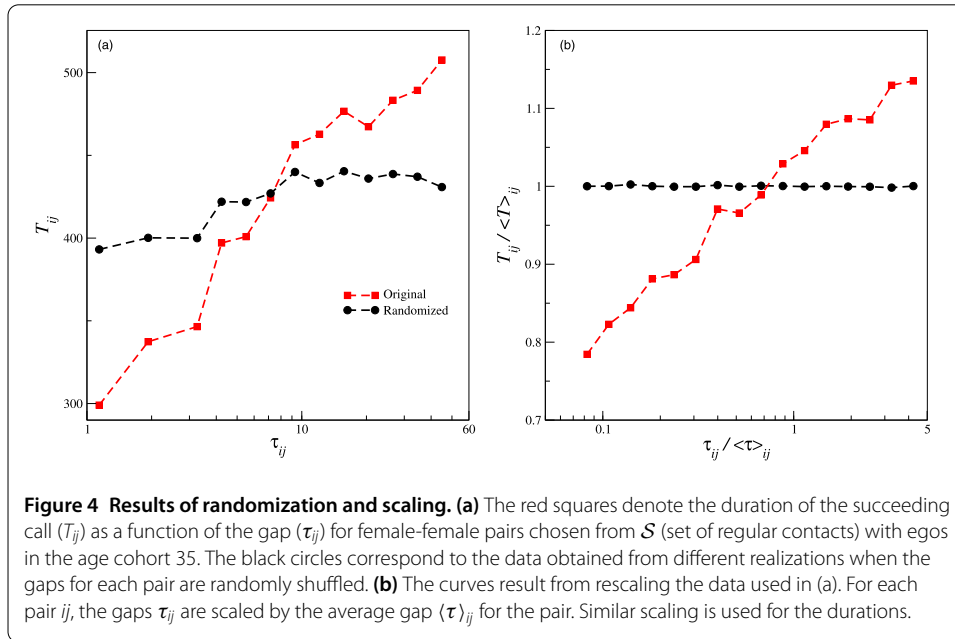 (a)
500
400
300
T_ij
Original
Randomized
1
10
60
τ_ij
(b)
1.2
1.1
1
0.9
0.8
0.7
T_ij / <T>_ij
0.1
1
5
τ_ij / <τ>_ij
Figure 4 Results of randomization and scaling. (a) The red squares denote the duration of the succeeding
call (T_ij) as a function of the gap (τ_ij) for female-female pairs chosen from 𝒮 (set of regular contacts) with egos
in the age cohort 35. The black circles correspond to the data obtained from different realizations when the
gaps for each pair are randomly shuffled. (b) The curves result from rescaling the data used in (a). For each
pair ij, the gaps τ_ij are scaled by the average gap ⟨τ⟩_ij for the pair. Similar scaling is used for the durations.